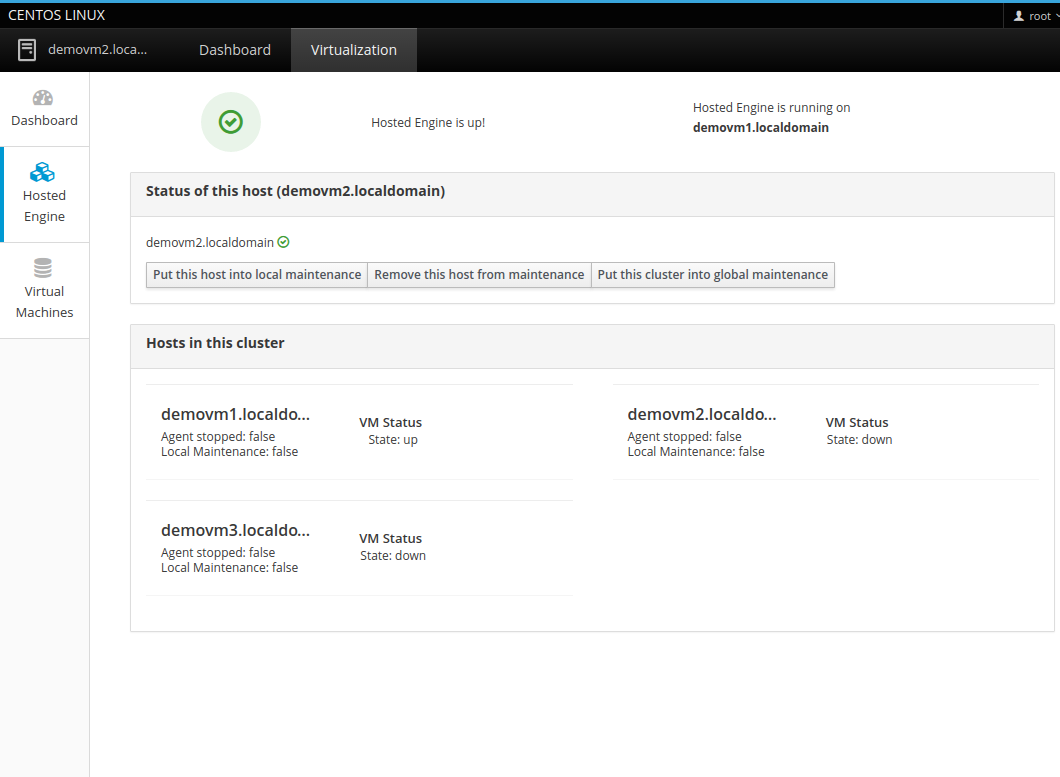 CENTOS LINUX
root
demovm2.loca...
Dashboard
Virtualization
Dashboard
Hosted
Engine
Virtual
Machines
Hosted Engine is up!
Hosted Engine is running on
demovm1.localdomain
Status of this host (demovm2.localdomain)
demovm2.localdomain
Put this host into local maintenance
Remove this host from maintenance
Put this cluster into global maintenance
Hosts in this cluster
demovm1.localdo...
Agent stopped: false
Local Maintenance: false
VM Status
State: up
demovm2.localdo...
Agent stopped: false
Local Maintenance: false
VM Status
State: down
demovm3.localdo...
Agent stopped: false
Local Maintenance: false
VM Status
State: down